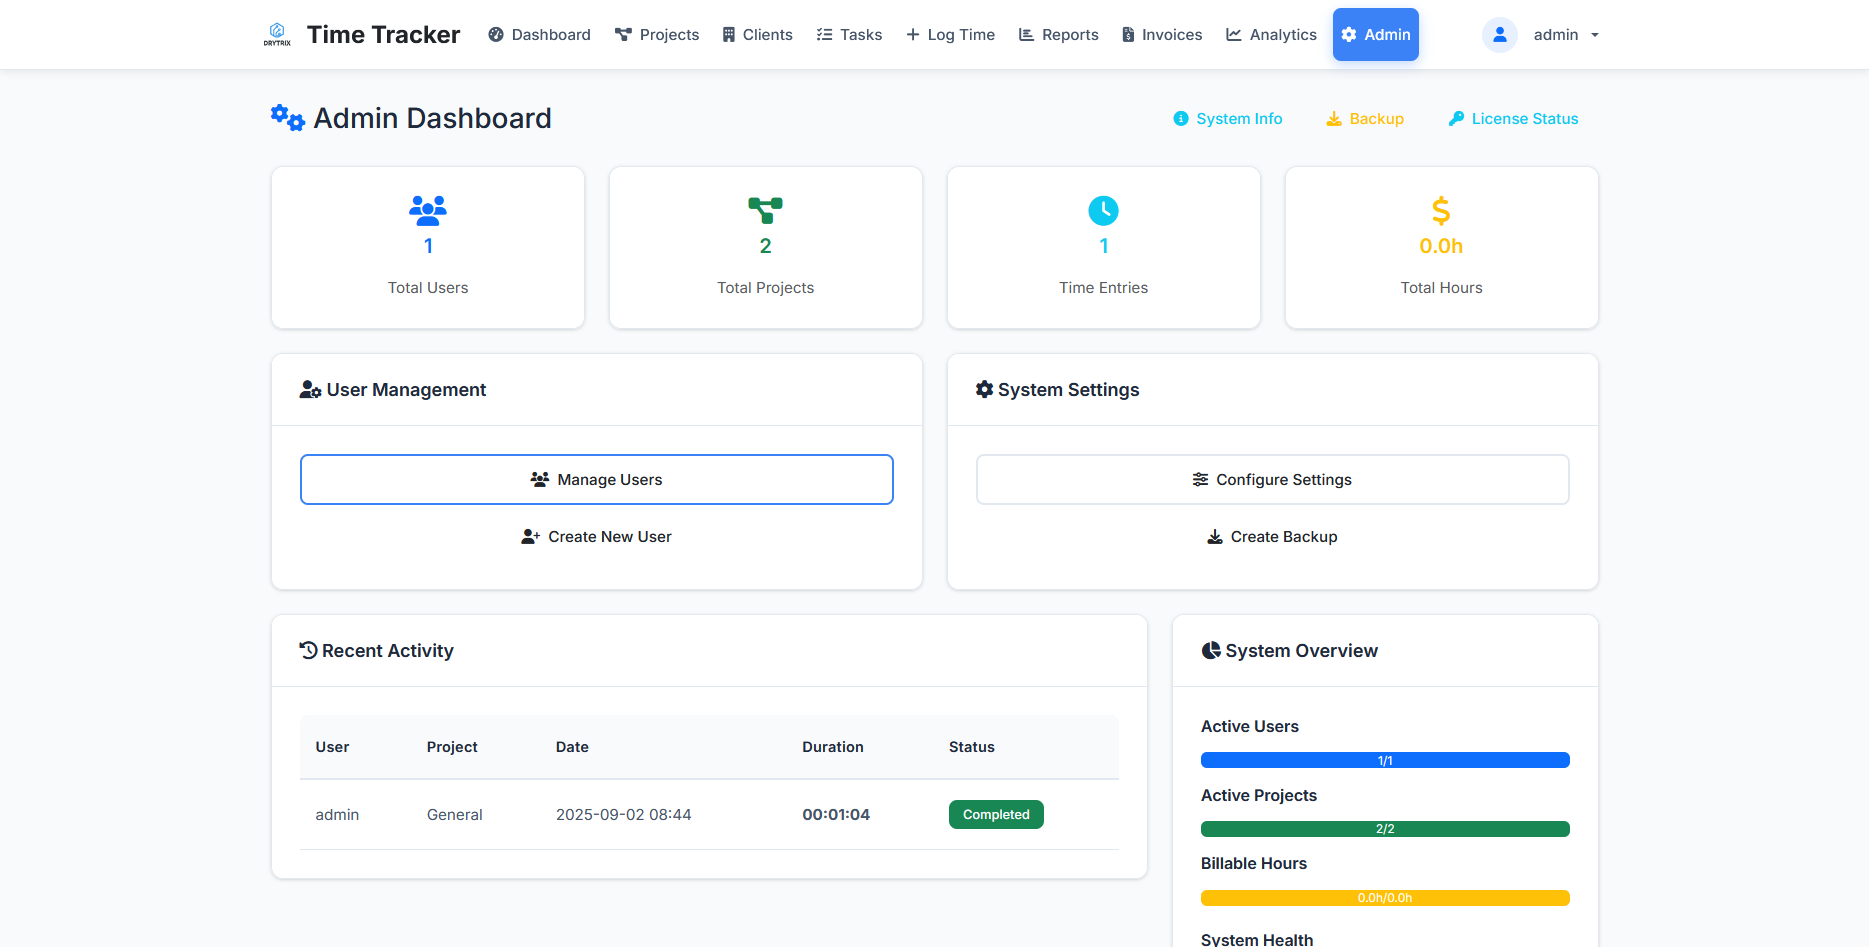 DRYTRIX
Time Tracker
Dashboard
Projects
Clients
Tasks
Log Time
Reports
Invoices
Analytics
Admin
admin
Admin Dashboard
System Info
Backup
License Status
1
Total Users
2
Total Projects
1
Time Entries
0.0h
Total Hours
User Management
Manage Users
Create New User
System Settings
Configure Settings
Create Backup
Recent Activity
User Project Date Duration Status
admin General 2025-09-02 08:44 00:01:04 Completed
System Overview
Active Users
1/1
Active Projects
2/2
Billable Hours
0.0h/0.0h
System Health